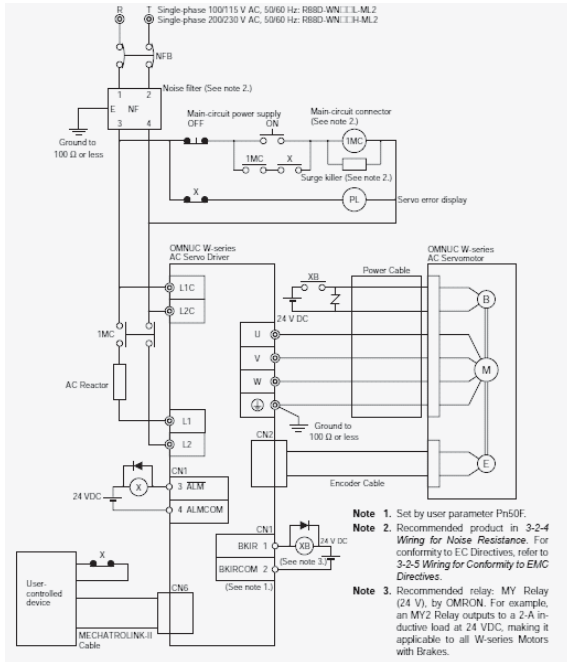 R T Single-phase 100/115 V AC, 50/60 Hz: R88D-WN□□□L-ML2
Single-phase 200/230 V AC, 50/60 Hz: R88D-WN□□□H-ML2
NFB
Noise filter (See note 2.)
1 2
E NF
3 4
Ground to
100 Ω or less
Main-circuit power supply
OFF ON
Main-circuit connector
(See note 2.)
1MC
1MC X
Surge killer (See note 2.)
X
PL
Servo error display
OMNUC W-series
AC Servo Driver
OMNUC W-series
AC Servomotor
XB
Power Cable
L1C
L2C
24 V DC
B
1MC
U
V
W
M
AC Reactor
Ground to
100 Ω or less
L1
L2
CN2
E
Encoder Cable
CN1
X
3 ALM
24 VDC
4 ALMCOM
CN1
BKIR 1
XB
24 V DC
(See note 3.)
BKIRCOM 2
(See note 1.)
X
User-
controlled
device
CN6
MECHATROLINK-II
Cable
Note 1. Set by user parameter Pn50F.
Note 2. Recommended product in 3-2-4
Wiring for Noise Resistance. For
conformity to EC Directives, refer to
3-2-5 Wiring for Conformity to EMC
Directives.
Note 3. Recommended relay: MY Relay
(24 V), by OMRON. For example,
an MY2 Relay outputs to a 2-A in-
ductive load at 24 VDC, making it
applicable to all W-series Motors
with Brakes.